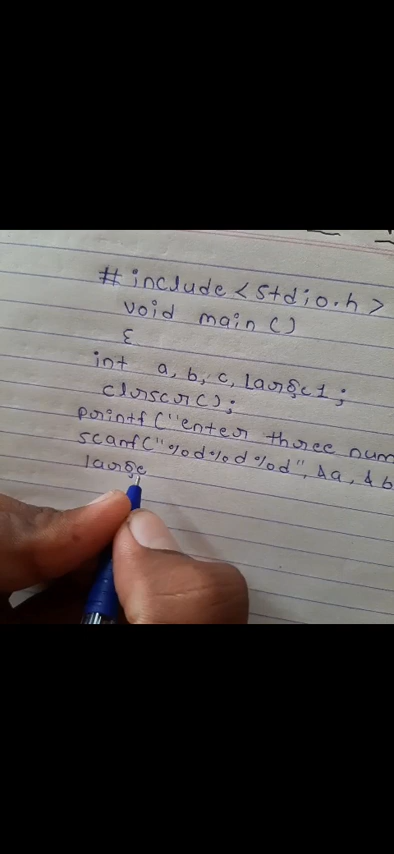 #include <stdio.h>
void main()
{
int a, b, c, large1;
clrscr();
printf("enter three num
scanf("%d%d%d", &a, &b
large